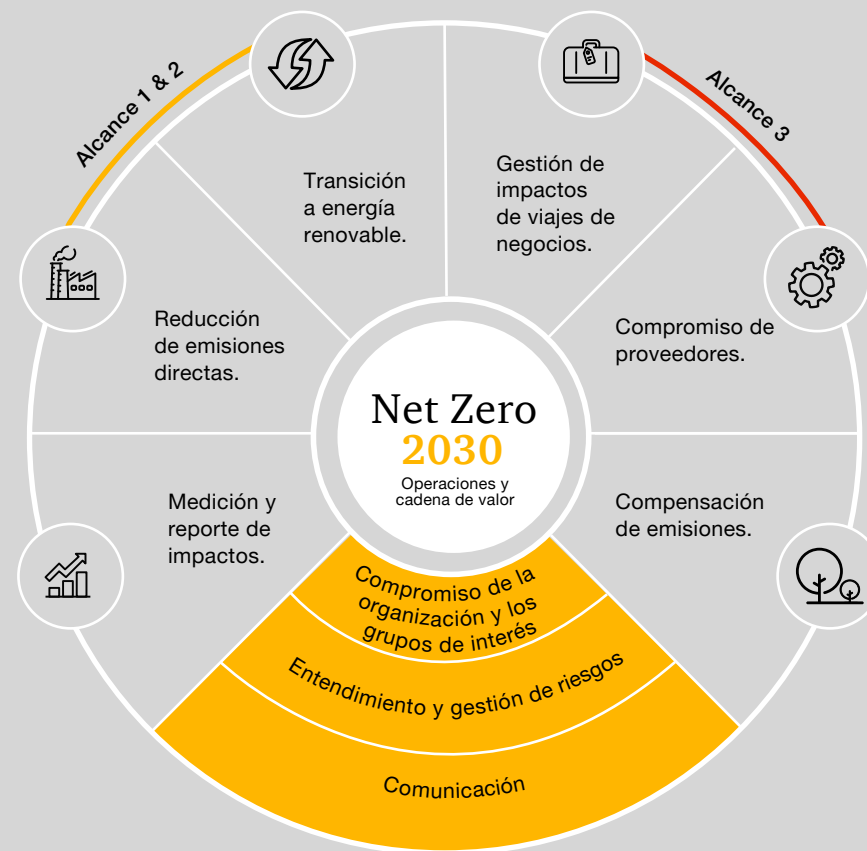 Alcance 1 & 2
Alcance 3
Transición
a energía
renovable.
Gestión de
impactos
de viajes de
negocios.
Reducción
de emisiones
directas.
Compromiso de
proveedores.
Net Zero
2030
Operaciones y
cadena de valor
Medición y
reporte de
impactos.
Compensación
de emisiones.
Compromiso de la
organización y los
grupos de interés
Entendimiento y gestión de riesgos
Comunicación